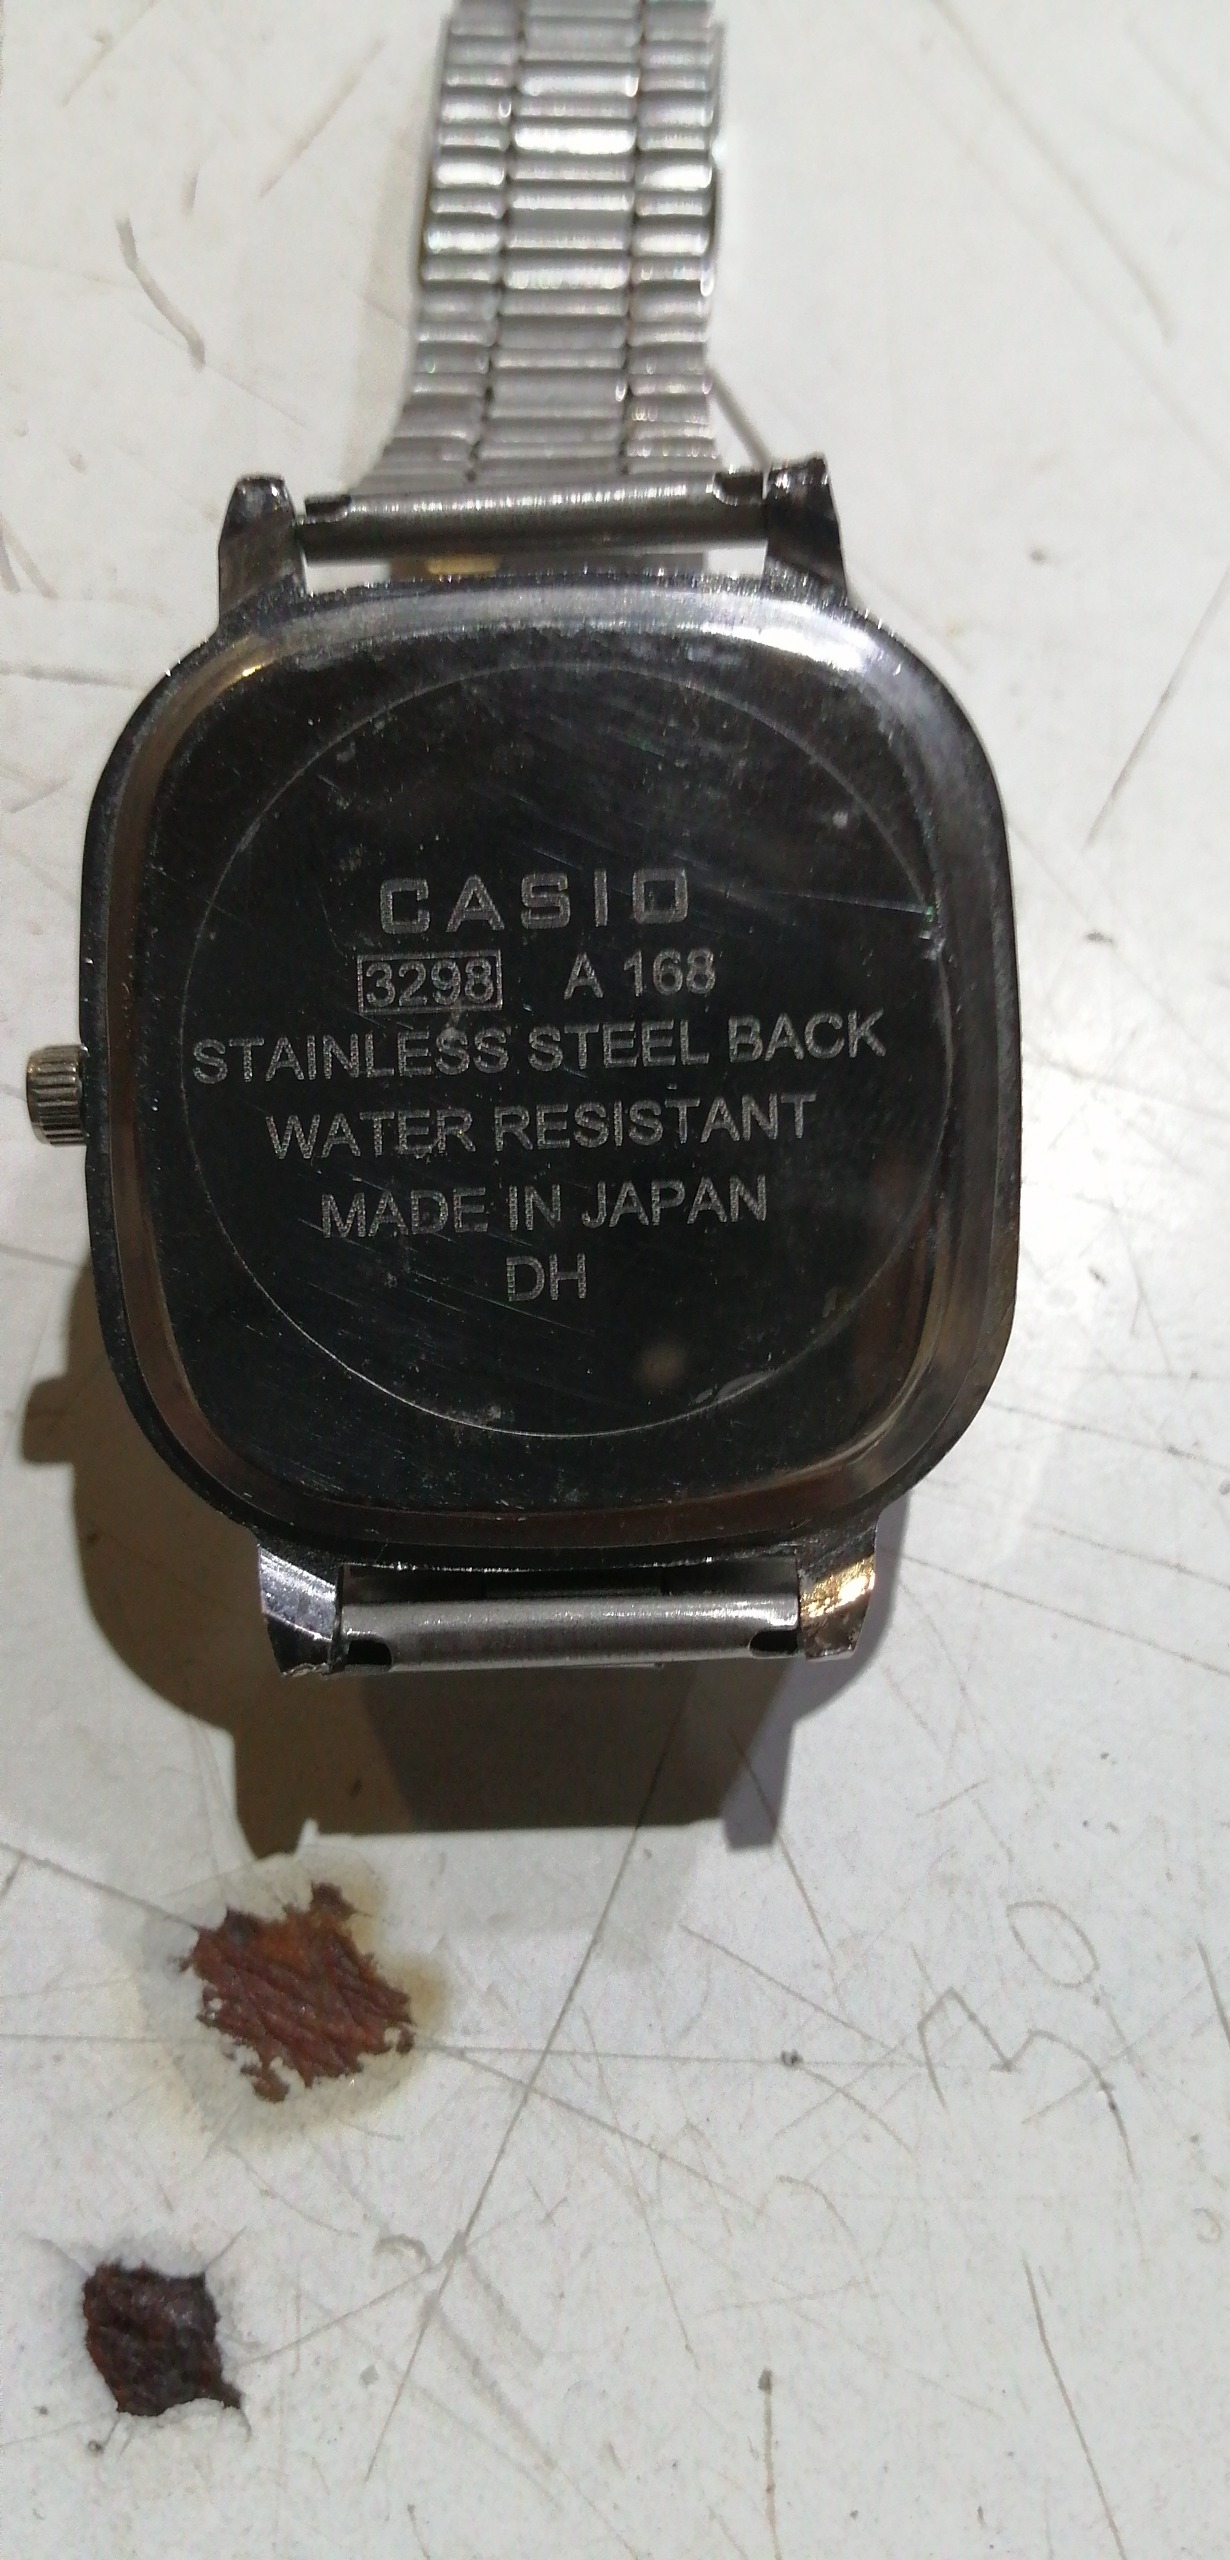 CASIO
3298 A 168
STAINLESS STEEL BACK
WATER RESISTANT
MADE IN JAPAN
DH